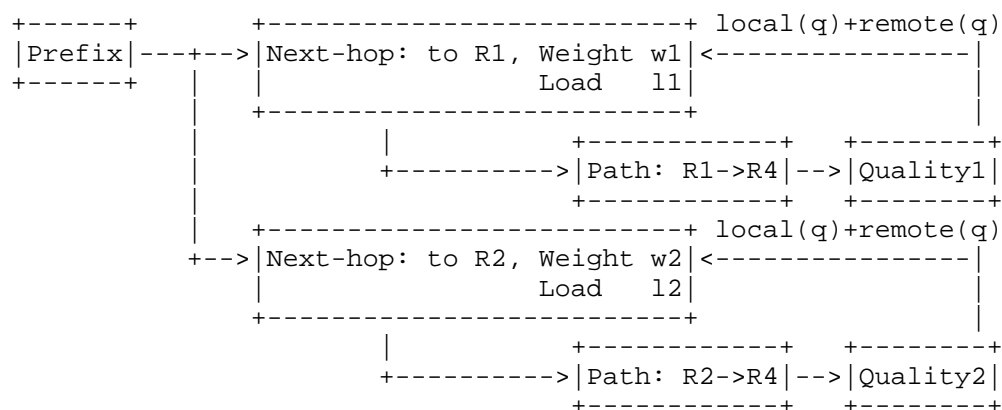 local(q)+remote(q)
Prefix Next-hop: to R1, Weight w1
Load l1
Path: R1->R4 Quality1
local(q)+remote(q)
Next-hop: to R2, Weight w2
Load l2
Path: R2->R4 Quality2